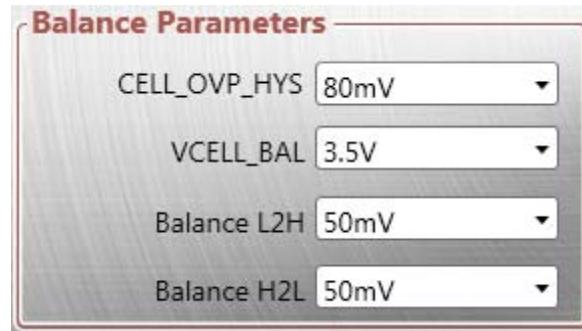 Balance Parameters
CELL_OVP_HYS 80mV
VCELL_BAL 3.5V
Balance L2H 50mV
Balance H2L 50mV